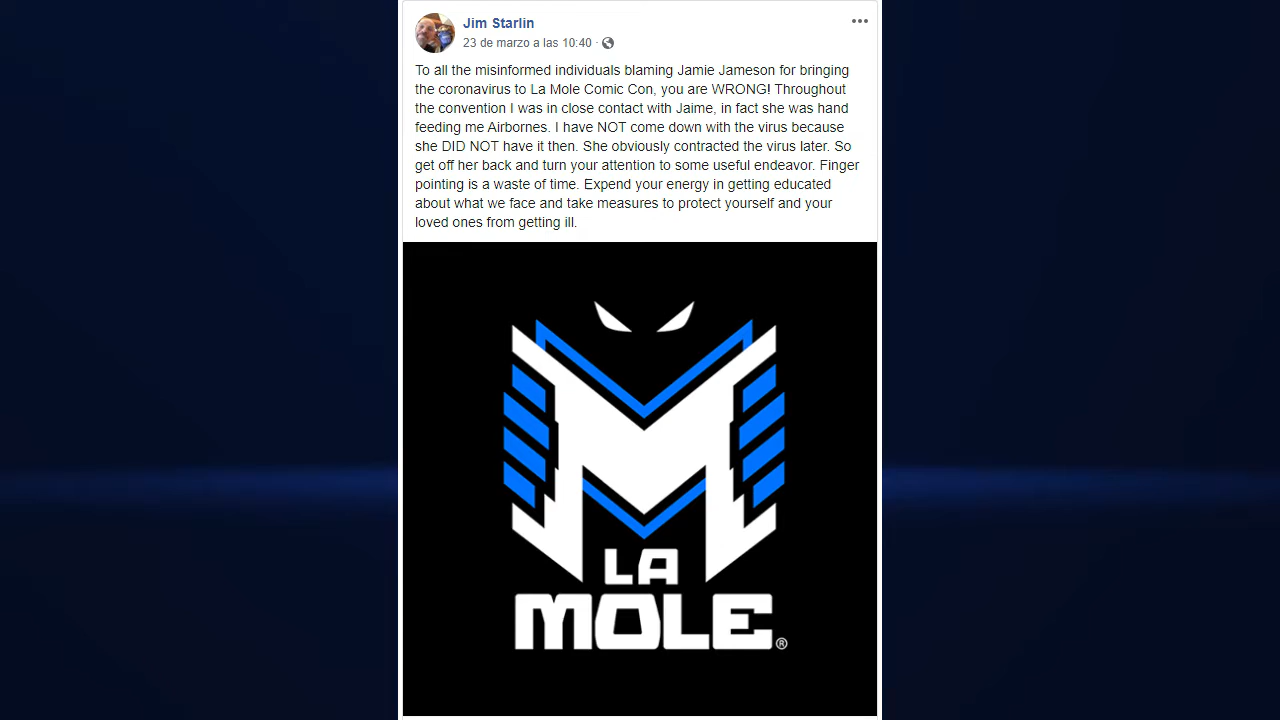 Jim Starlin
23 de marzo a las 10:40 ·
To all the misinformed individuals blaming Jamie Jameson for bringing
the coronavirus to La Mole Comic Con, you are WRONG! Throughout
the convention I was in close contact with Jaime, in fact she was hand
feeding me Airbornes. I have NOT come down with the virus because
she DID NOT have it then. She obviously contracted the virus later. So
get off her back and turn your attention to some useful endeavor. Finger
pointing is a waste of time. Expend your energy in getting educated
about what we face and take measures to protect yourself and your
loved ones from getting ill.
M
LA
MOLE®